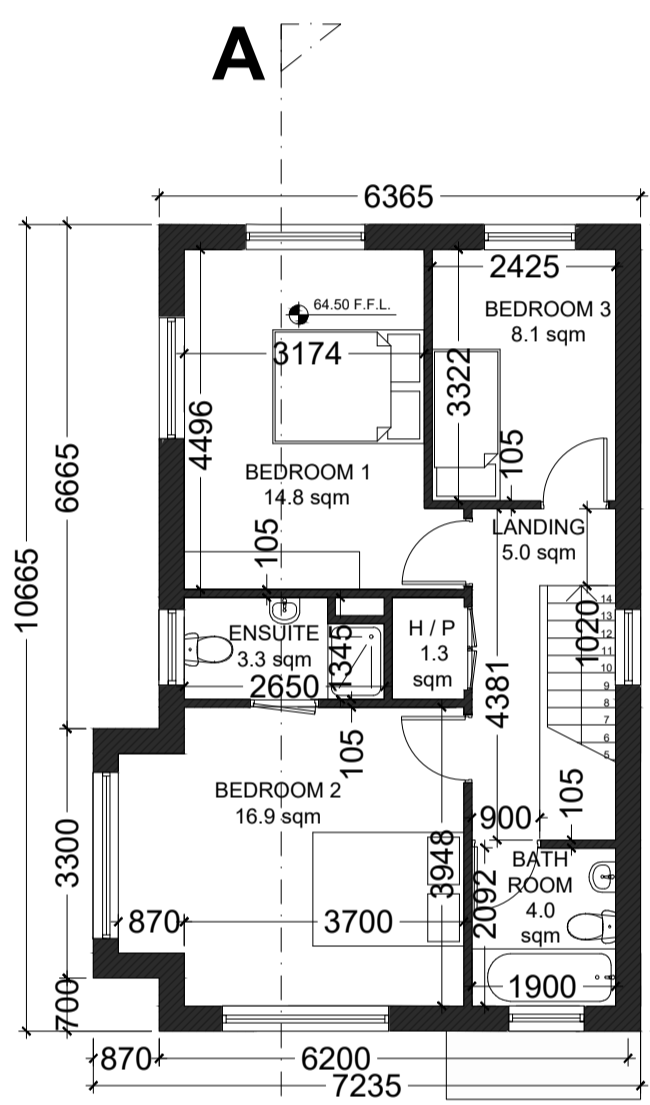 A
6365
2425
64.50 F.F.L.
BEDROOM 3
8.1 sqm
3174
3322
4496
105
6665
BEDROOM 1
14.8 sqm
105
LANDING
5.0 sqm
10665
14
13
12
11
10
9
8
7
6
5
1020
ENSUITE
3.3 sqm
1345
H / P
1.3
sqm
2650
4381
105
BEDROOM 2
16.9 sqm
105
900
3300
3948
2092
BATH
ROOM
4.0
sqm
870
3700
1900
700
870
6200
7235